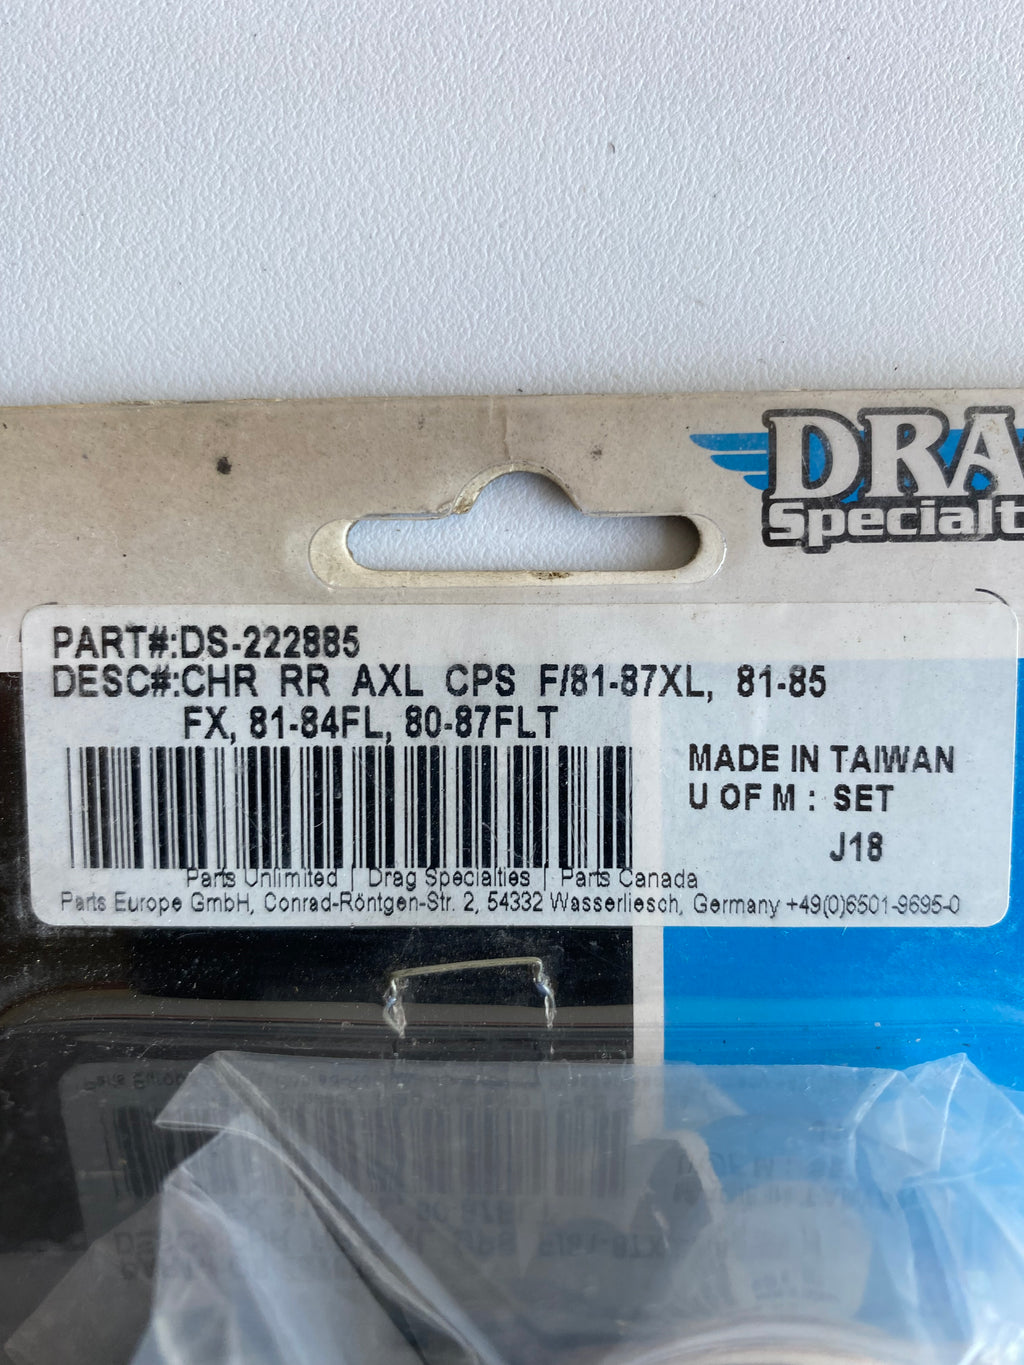 DRA
Specialt
PART#:DS-222885
DESC#:CHR RR AXL CPS F/81-87XL, 81-85
FX, 81-84FL, 80-87FLT
MADE IN TAIWAN
U OF M : SET
J18
Parts Unlimited | Drag Specialties | Parts Canada
Parts Europe GmbH, Conrad-Röntgen-Str. 2, 54332 Wasserliesch, Germany +49(0)6501-9695-0